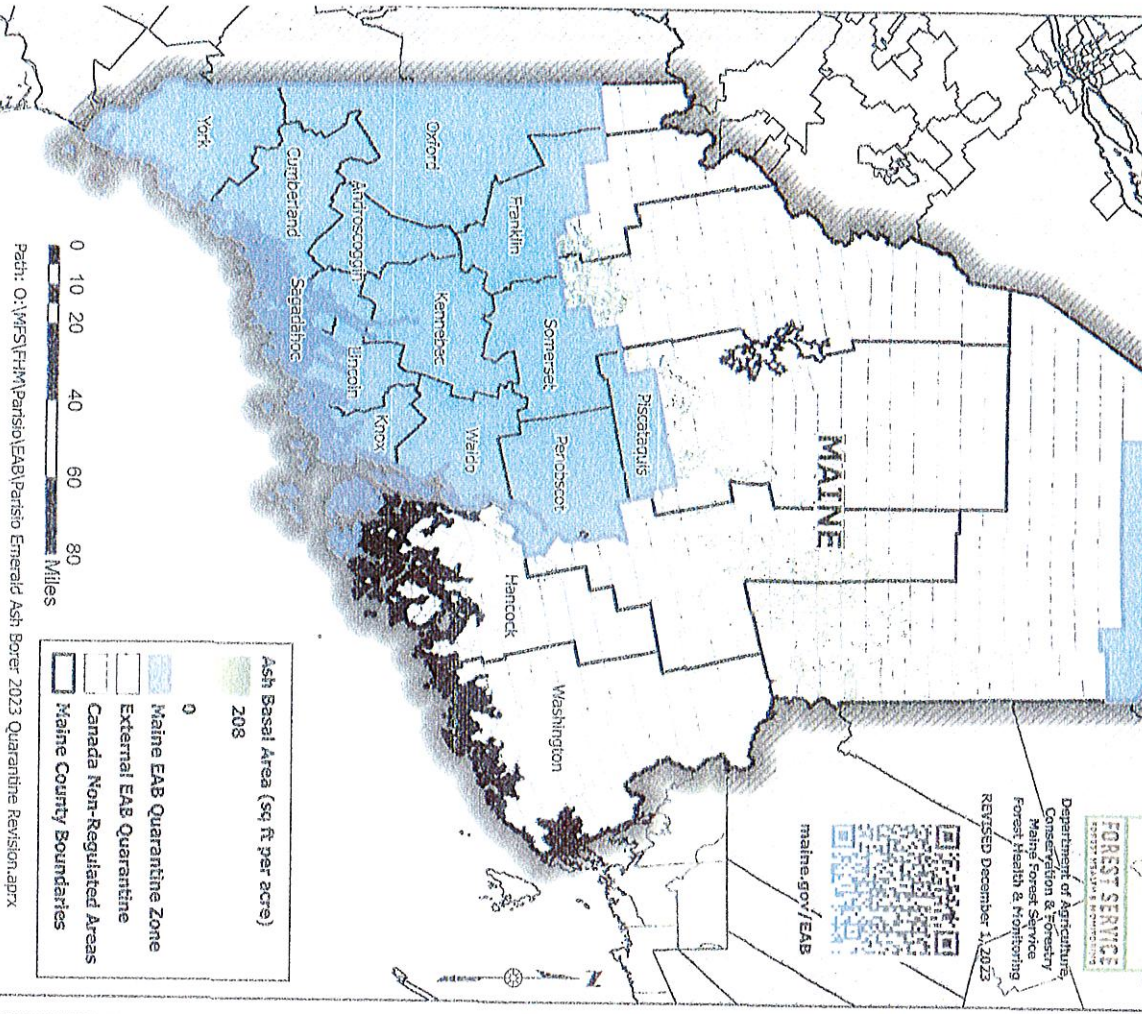 FOREST SERVICE
FOREST HEALTH & MONITORING
Department of Agriculture,
Conservation & Forestry
Maine Forest Service
Forest Health & Monitoring
REVISED December 1, 2023
maine.gov/EAB
MAINE
Piscataquis
Somerset
Penobscot
Franklin
Oxford
Kennebec
Waldo
Hancock
Washington
Androscoggin
Lincoln
Knox
Cumberland
Sagadahoc
York
N
Ash Basal Area (sq ft per acre)
208
0
Maine EAB Quarantine Zone
External EAB Quarantine
Canada Non-Regulated Areas
Maine County Boundaries
0 10 20 40 60 80
Miles
Path: O:\MFS\FHM\Parisio\EAB\Parisio Emerald Ash Borer 2023 Quarantine Revision.aprx